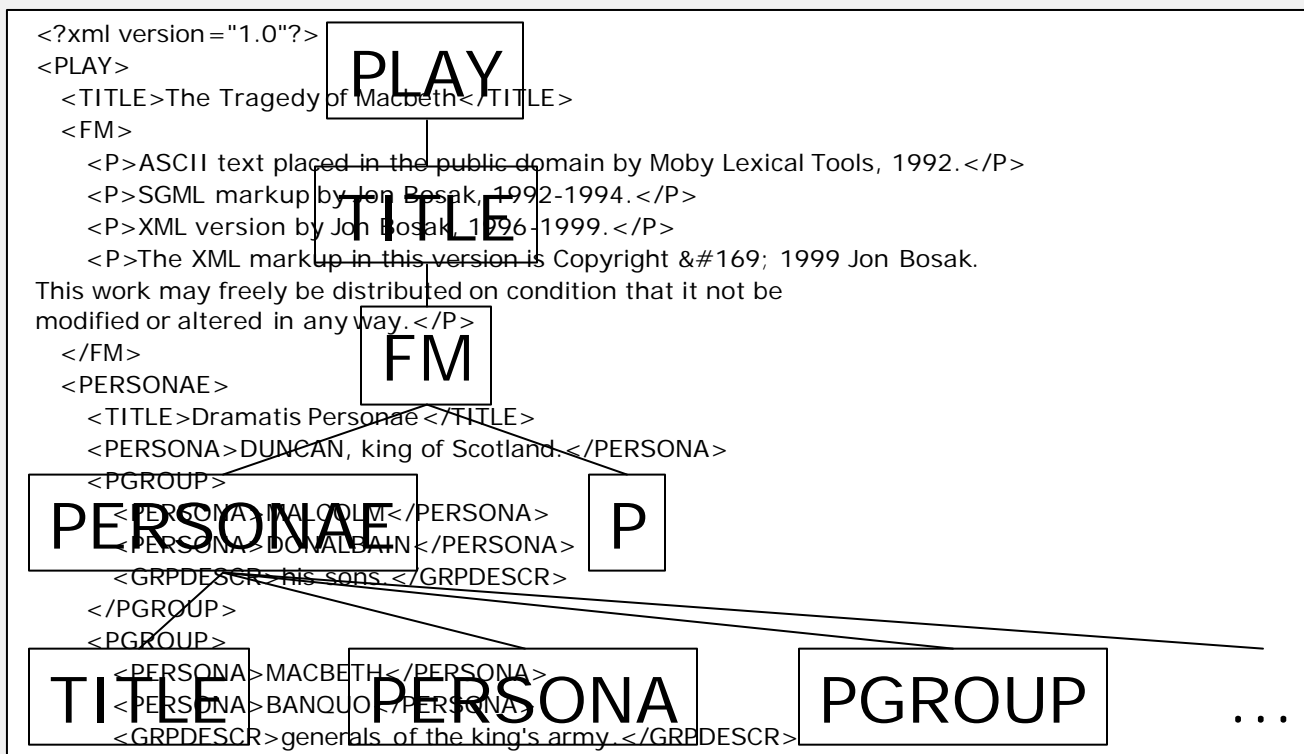 <?xml version="1.0"?>
<PLAY>
<TITLE>The Tragedy of Macbeth</TITLE>
<FM>
<P>ASCII text placed in the public domain by Moby Lexical Tools, 1992.</P>
<P>SGML markup by Jon Bosak, 1992-1994.</P>
<P>XML version by Jon Bosak, 1996-1999.</P>
<P>The XML markup in this version is Copyright &#169; 1999 Jon Bosak.
This work may freely be distributed on condition that it not be
modified or altered in any way.</P>
</FM>
<PERSONAE>
<TITLE>Dramatis Personae</TITLE>
<PERSONA>DUNCAN, king of Scotland.</PERSONA>
<PGROUP>
<PERSONA>MALCOLM</PERSONA>
<PERSONA>DONALBAIN</PERSONA>
<GRPDESCR>his sons.</GRPDESCR>
</PGROUP>
<PGROUP>
<PERSONA>MACBETH</PERSONA>
<PERSONA>BANQUO</PERSONA>
<GRPDESCR>generals of the king's army.</GRPDESCR>
PLAY
TITLE
FM
PERSONAE P
TITLE PERSONA PGROUP ...